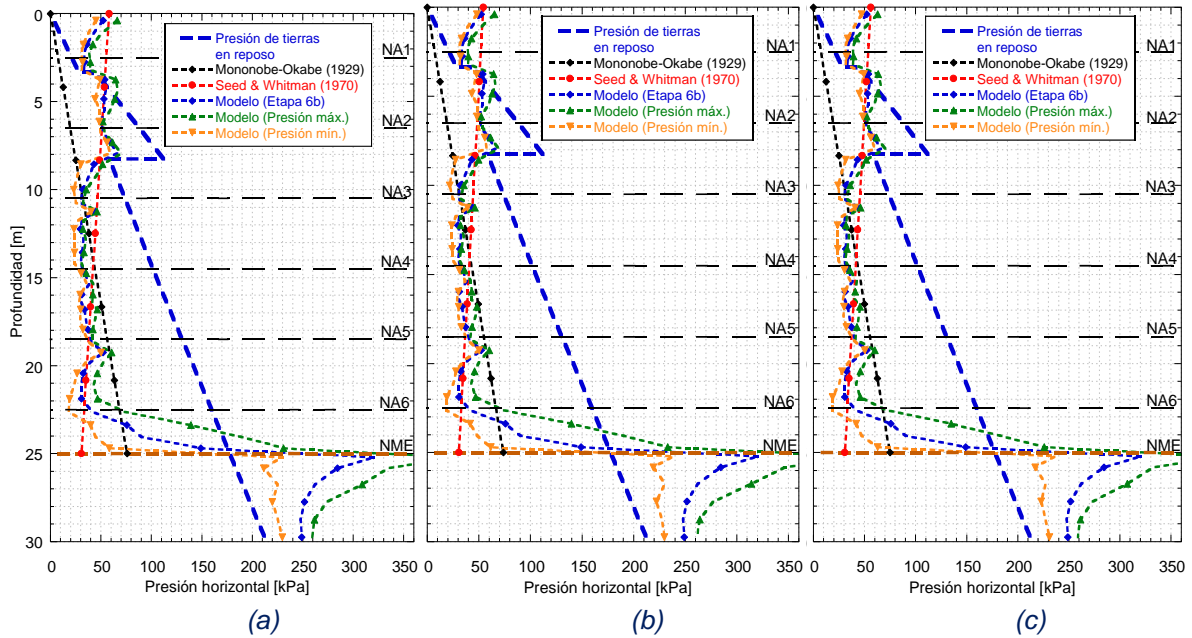 Presión de tierras
en reposo
Mononobe-Okabe (1929)
Seed & Whitman (1970)
Modelo (Etapa 6b)
Modelo (Presión máx.)
Modelo (Presión mín.)
NA1
NA2
NA3
NA4
NA5
NA6
NME
0
5
10
15
20
25
30
Profundidad [m]
0 50 100 150 200 250 300 350
Presión horizontal [kPa]
(a)
Presión de tierras
en reposo
Mononobe-Okabe (1929)
Seed & Whitman (1970)
Modelo (Etapa 6b)
Modelo (Presión máx.)
Modelo (Presión mín.)
NA1
NA2
NA3
NA4
NA5
NA6
NME
0 50 100 150 200 250 300 350
Presión horizontal [kPa]
(b)
Presión de tierras
en reposo
Mononobe-Okabe (1929)
Seed & Whitman (1970)
Modelo (Etapa 6b)
Modelo (Presión máx.)
Modelo (Presión mín.)
NA1
NA2
NA3
NA4
NA5
NA6
NME
0 50 100 150 200 250 300 350
Presión horizontal [kPa]
(c)